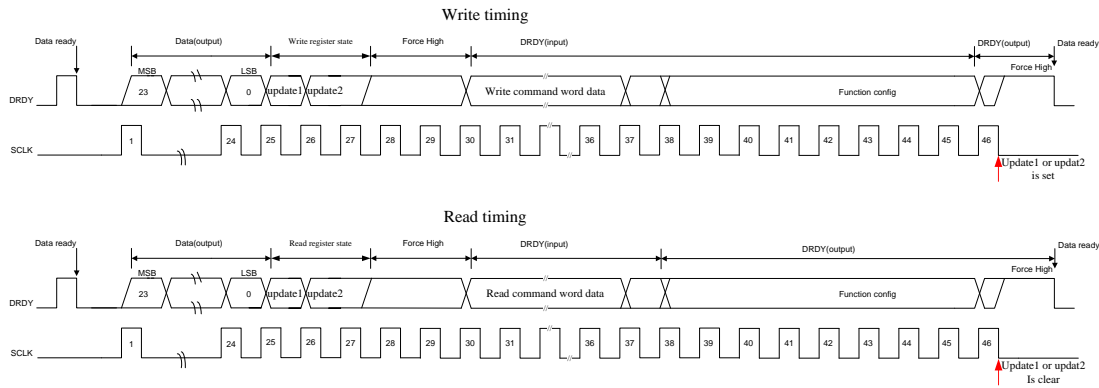 Write timing
Data ready Data(output) Write register state Force High DRDY(input) DRDY(output) Data ready
MSB LSB Force High
DRDY 23 0 update1 update2 Write command word data Function config
SCLK 1 24 25 26 27 28 29 30 31 36 37 38 39 40 41 42 43 44 45 46
Update1 or updat2
is set
Read timing
Data ready Data(output) Read register state Force High DRDY(input) DRDY(output) Data ready
MSB LSB Force High
DRDY 23 0 update1 update2 Read command word data Function config
SCLK 1 24 25 26 27 28 29 30 31 36 37 38 39 40 41 42 43 44 45 46
Update1 or updat2
Is clear